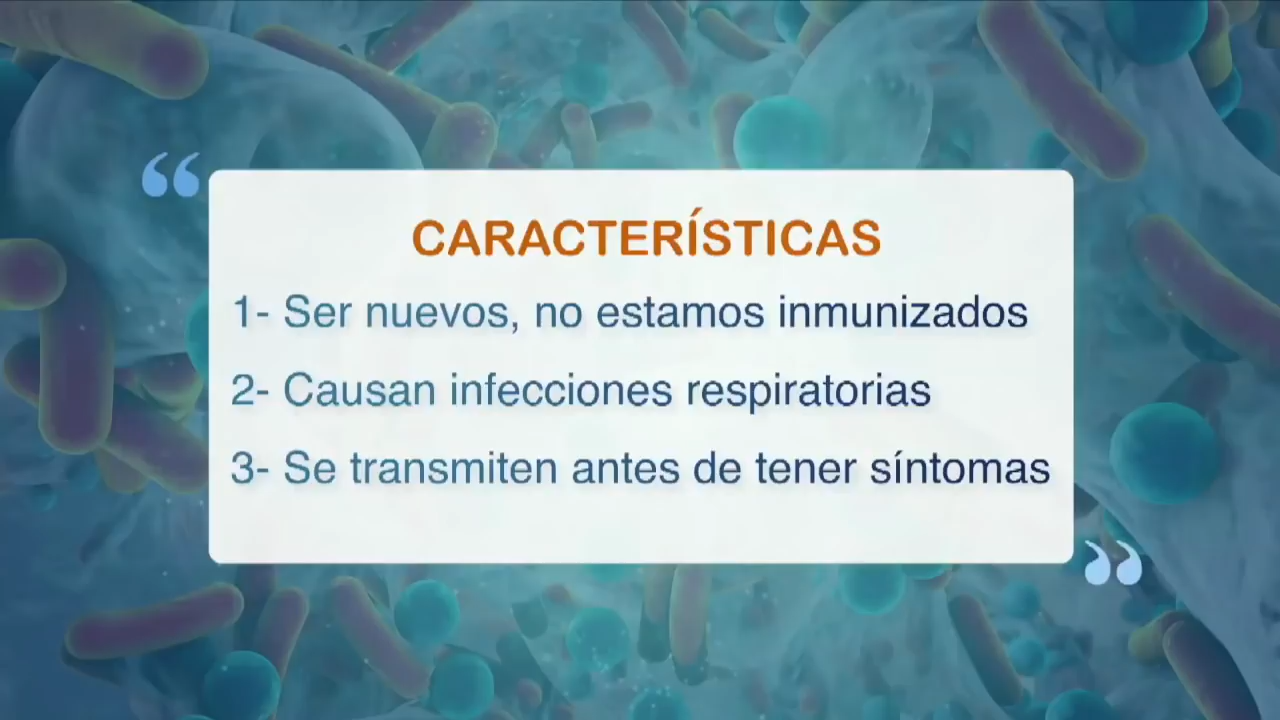 CARACTERÍSTICAS
1- Ser nuevos, no estamos inmunizados
2- Causan infecciones respiratorias
3- Se transmiten antes de tener síntomas